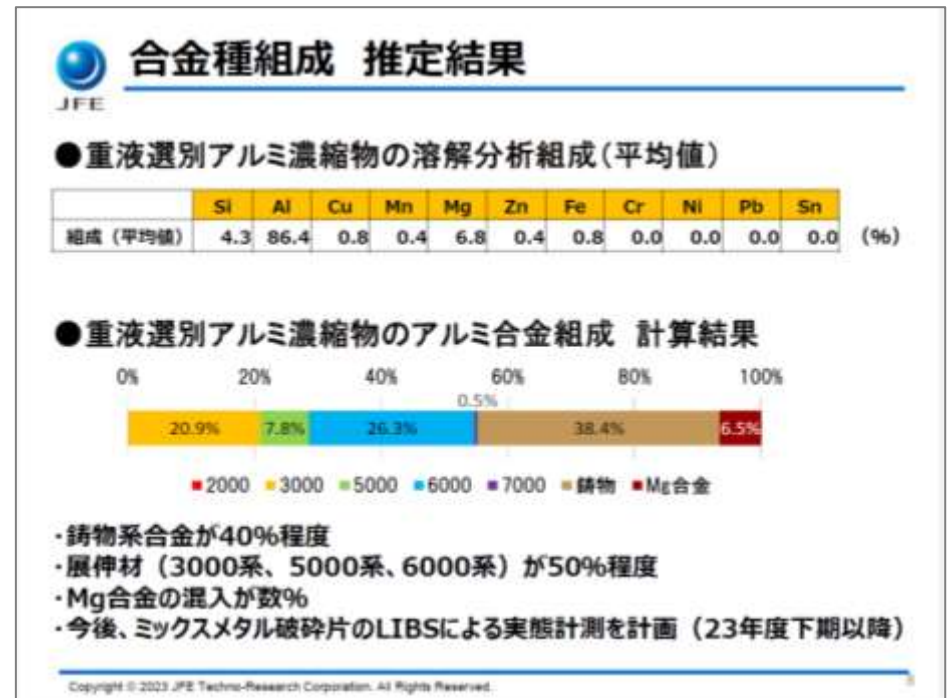 合金種組成 推定結果
JFE
●重液選別アルミ濃縮物の溶解分析組成(平均値)
Si Al Cu Mn Mg Zn Fe Cr Ni Pb Sn
組成(平均値) 4.3 86.4 0.8 0.4 6.8 0.4 0.8 0.0 0.0 0.0 0.0 (%)
●重液選別アルミ濃縮物のアルミ合金組成 計算結果
0% 20% 40% 60% 80% 100%
0.5%
20.9% 7.8% 26.3% 38.4% 6.5%
■2000 ■3000 ■5000 ■6000 ■7000 ■鋳物 ■Mg合金
・鋳物系合金が40%程度
・展伸材(3000系、5000系、6000系)が50%程度
・Mg合金の混入が数%
・今後、ミックスメタル破砕片のLIBSによる実態計測を計画(23年度下期以降)
Copyright © 2023 JFE Techno-Research Corporation. All Rights Reserved.